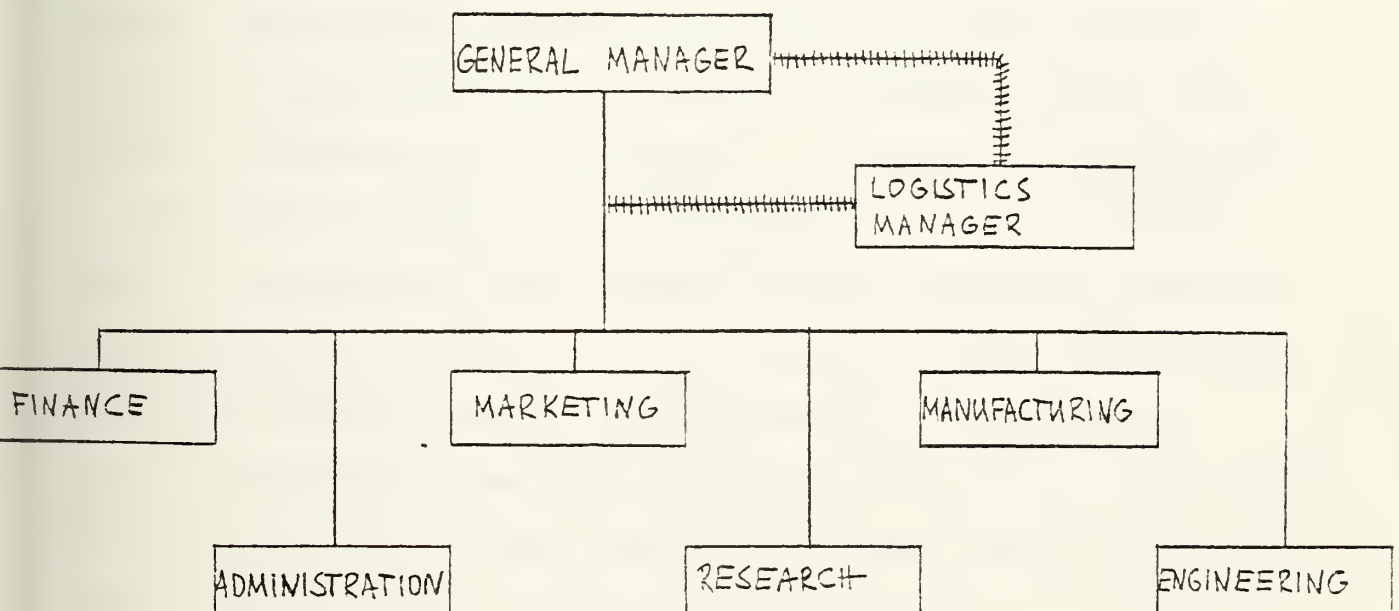 GENERAL MANAGER
LOGISTICS
MANAGER
FINANCE
MARKETING
MANUFACTURING
ADMINISTRATION
RESEARCH
ENGINEERING